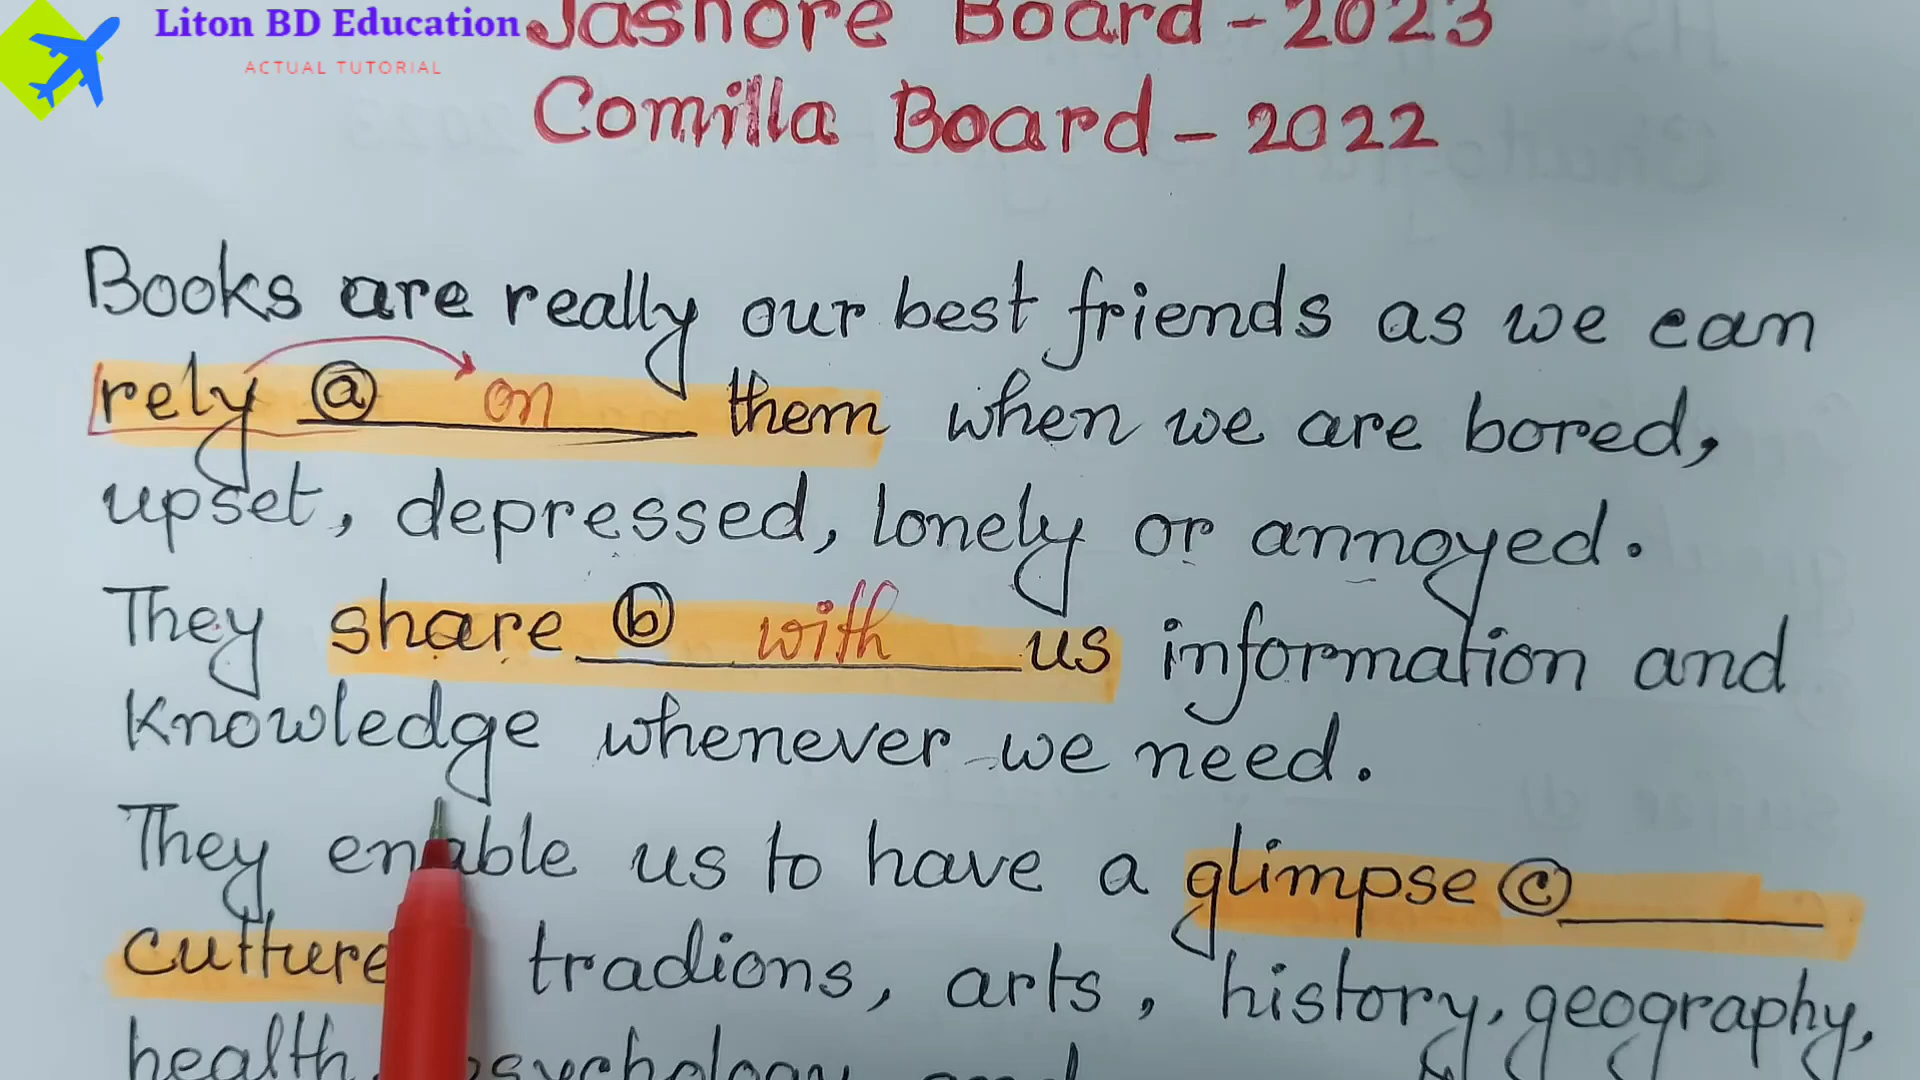 Liton BD Education
ACTUAL TUTORIAL
Jashore Board - 2023
Comilla Board - 2022
Books are really our best friends as we can
rely ⓐ on them when we are bored,
upset, depressed, lonely or annoyed.
They share ⓑ with us information and
Knowledge whenever we need.
They enable us to have a glimpse ⓒ
culture tradions, arts, history, geography,
health, psychology and